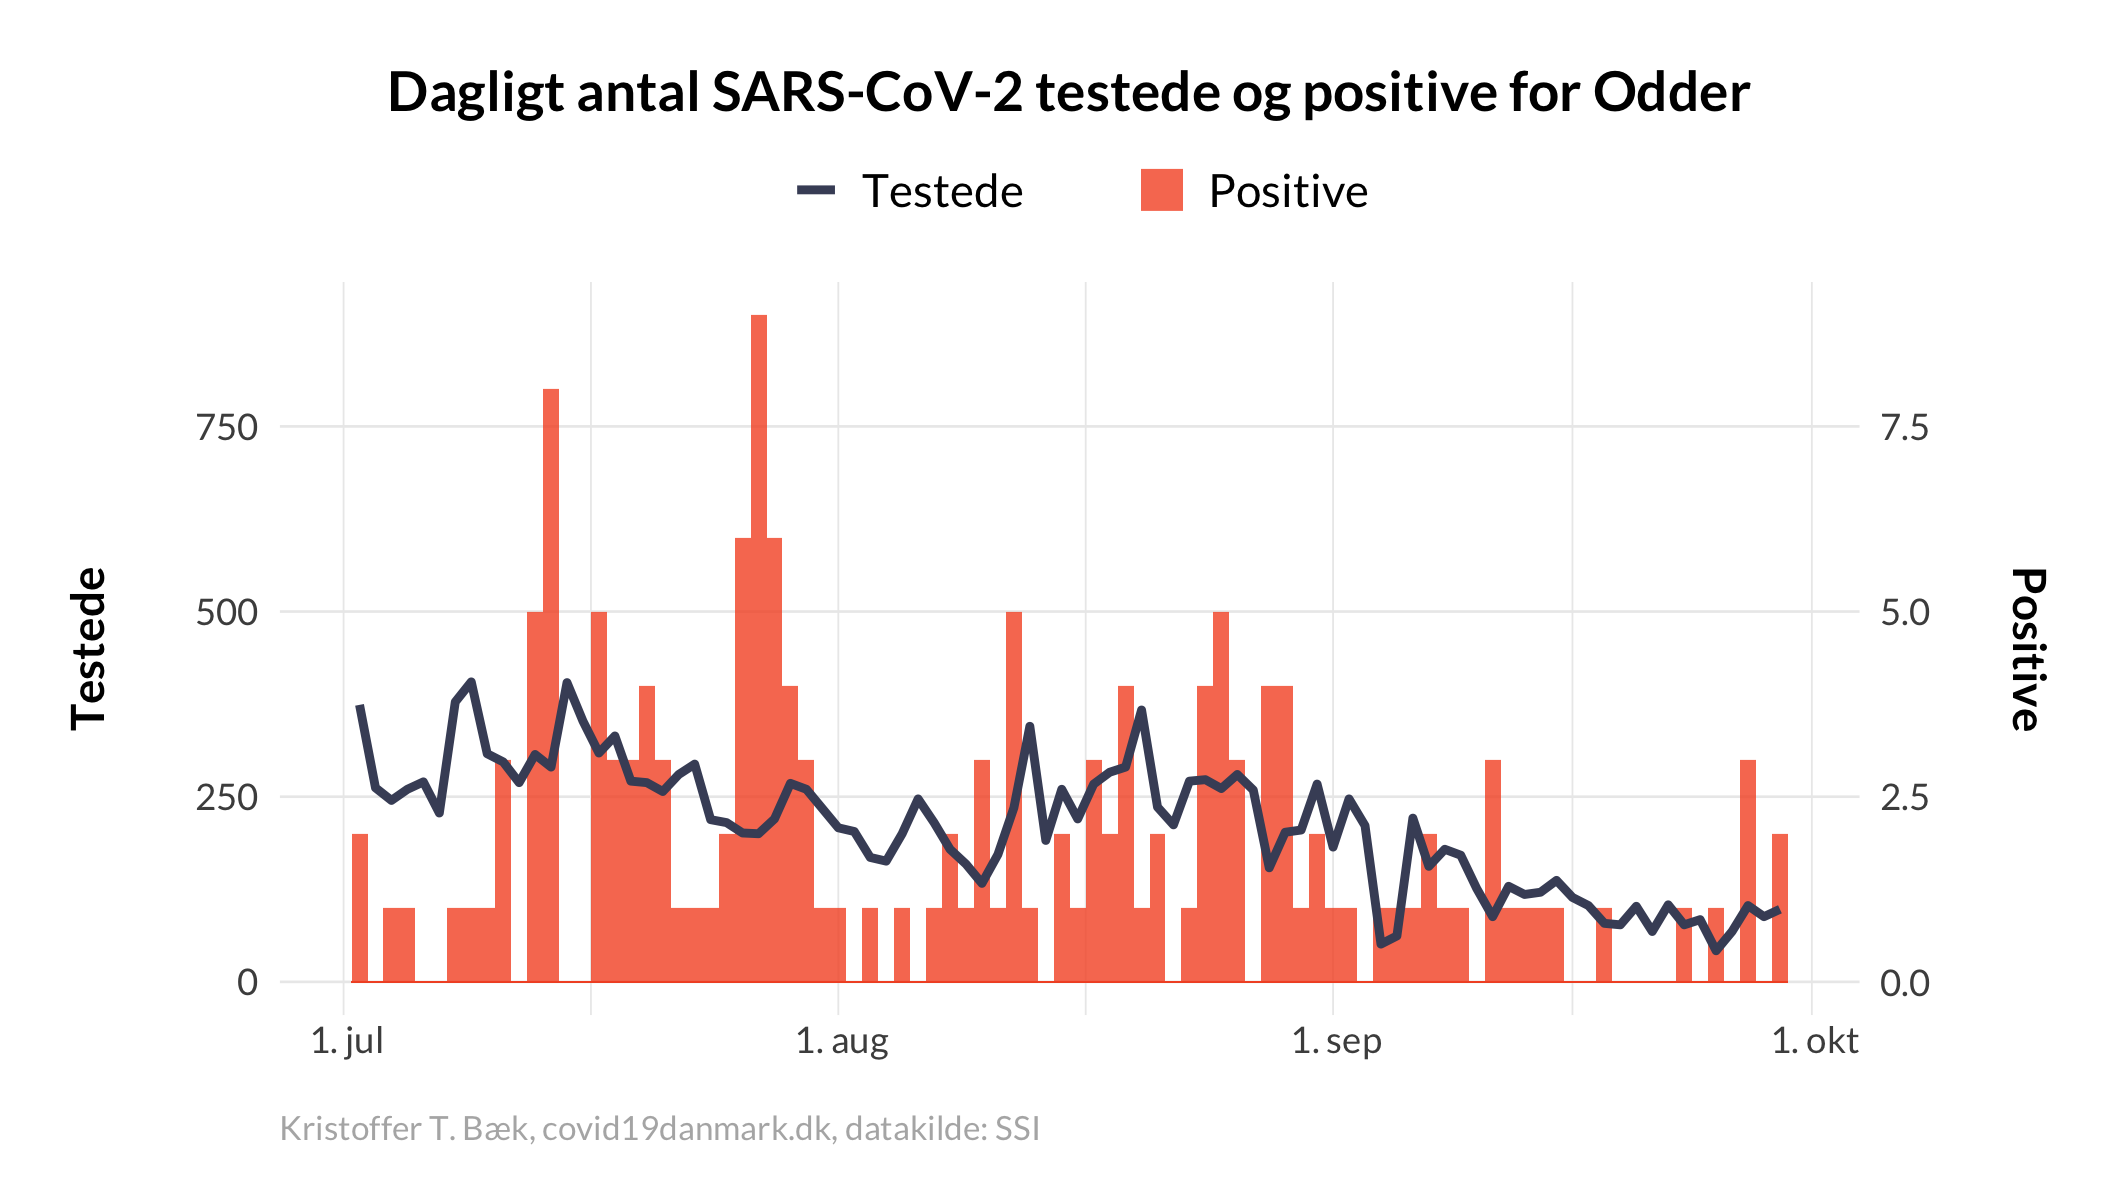 Dagligt antal SARS-CoV-2 testede og positive for Odder
Testede
Positive
750
500
250
0
7.5
5.0
2.5
0.0
Testede
Positive
1. jul
1. aug
1. sep
1. okt
Kristoffer T. Bæk, covid19danmark.dk, datakilde: SSI